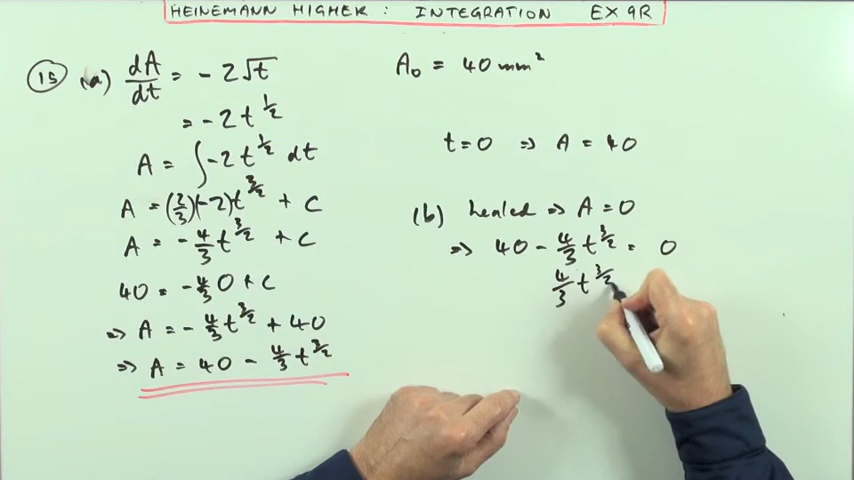 HEINEMANN HIGHER : INTEGRATION EX 9R
15 (a) dA/dt = -2√t
= -2t^1/2
A = ∫ -2t^1/2 dt
A = (2/3)(-2)t^3/2 + C
A = -4/3 t^3/2 + C
40 = -4/3 0 + C
⇒ A = -4/3 t^3/2 + 40
⇒ A = 40 - 4/3 t^3/2
A₀ = 40 mm²
t = 0 ⇒ A = 40
(b) healed ⇒ A = 0
⇒ 40 - 4/3 t^3/2 = 0
4/3 t^3/2